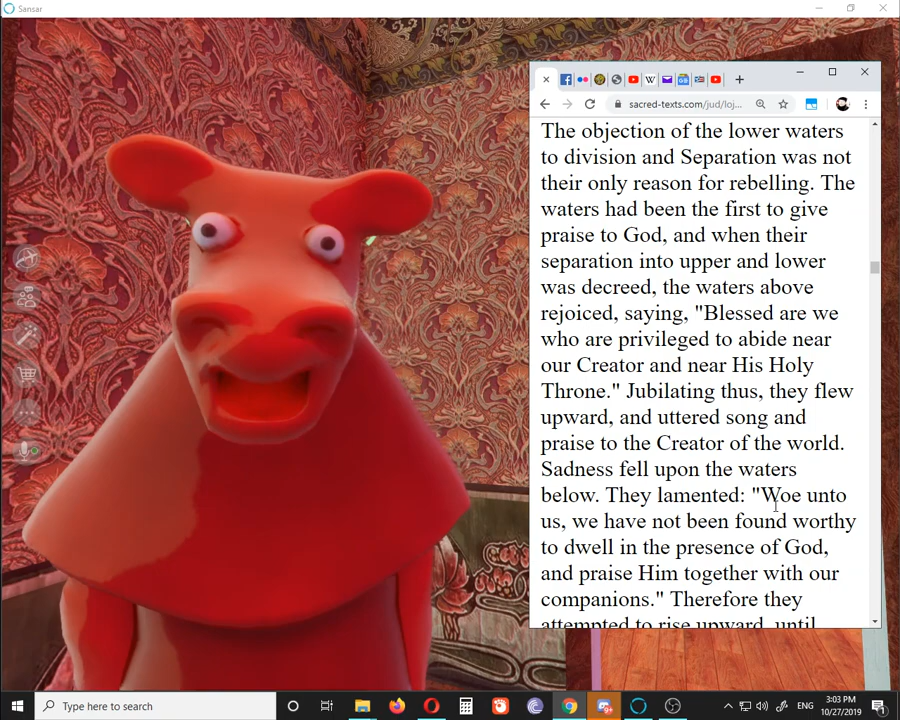 Sansar
sacred-texts.com/jud/loj...
The objection of the lower waters
to division and Separation was not
their only reason for rebelling. The
waters had been the first to give
praise to God, and when their
separation into upper and lower
was decreed, the waters above
rejoiced, saying, "Blessed are we
who are privileged to abide near
our Creator and near His Holy
Throne." Jubilating thus, they flew
upward, and uttered song and
praise to the Creator of the world.
Sadness fell upon the waters
below. They lamented: "Woe unto
us, we have not been found worthy
to dwell in the presence of God,
and praise Him together with our
companions." Therefore they
attempted to rise upward, until
Type here to search
ENG
3:03 PM
10/27/2019